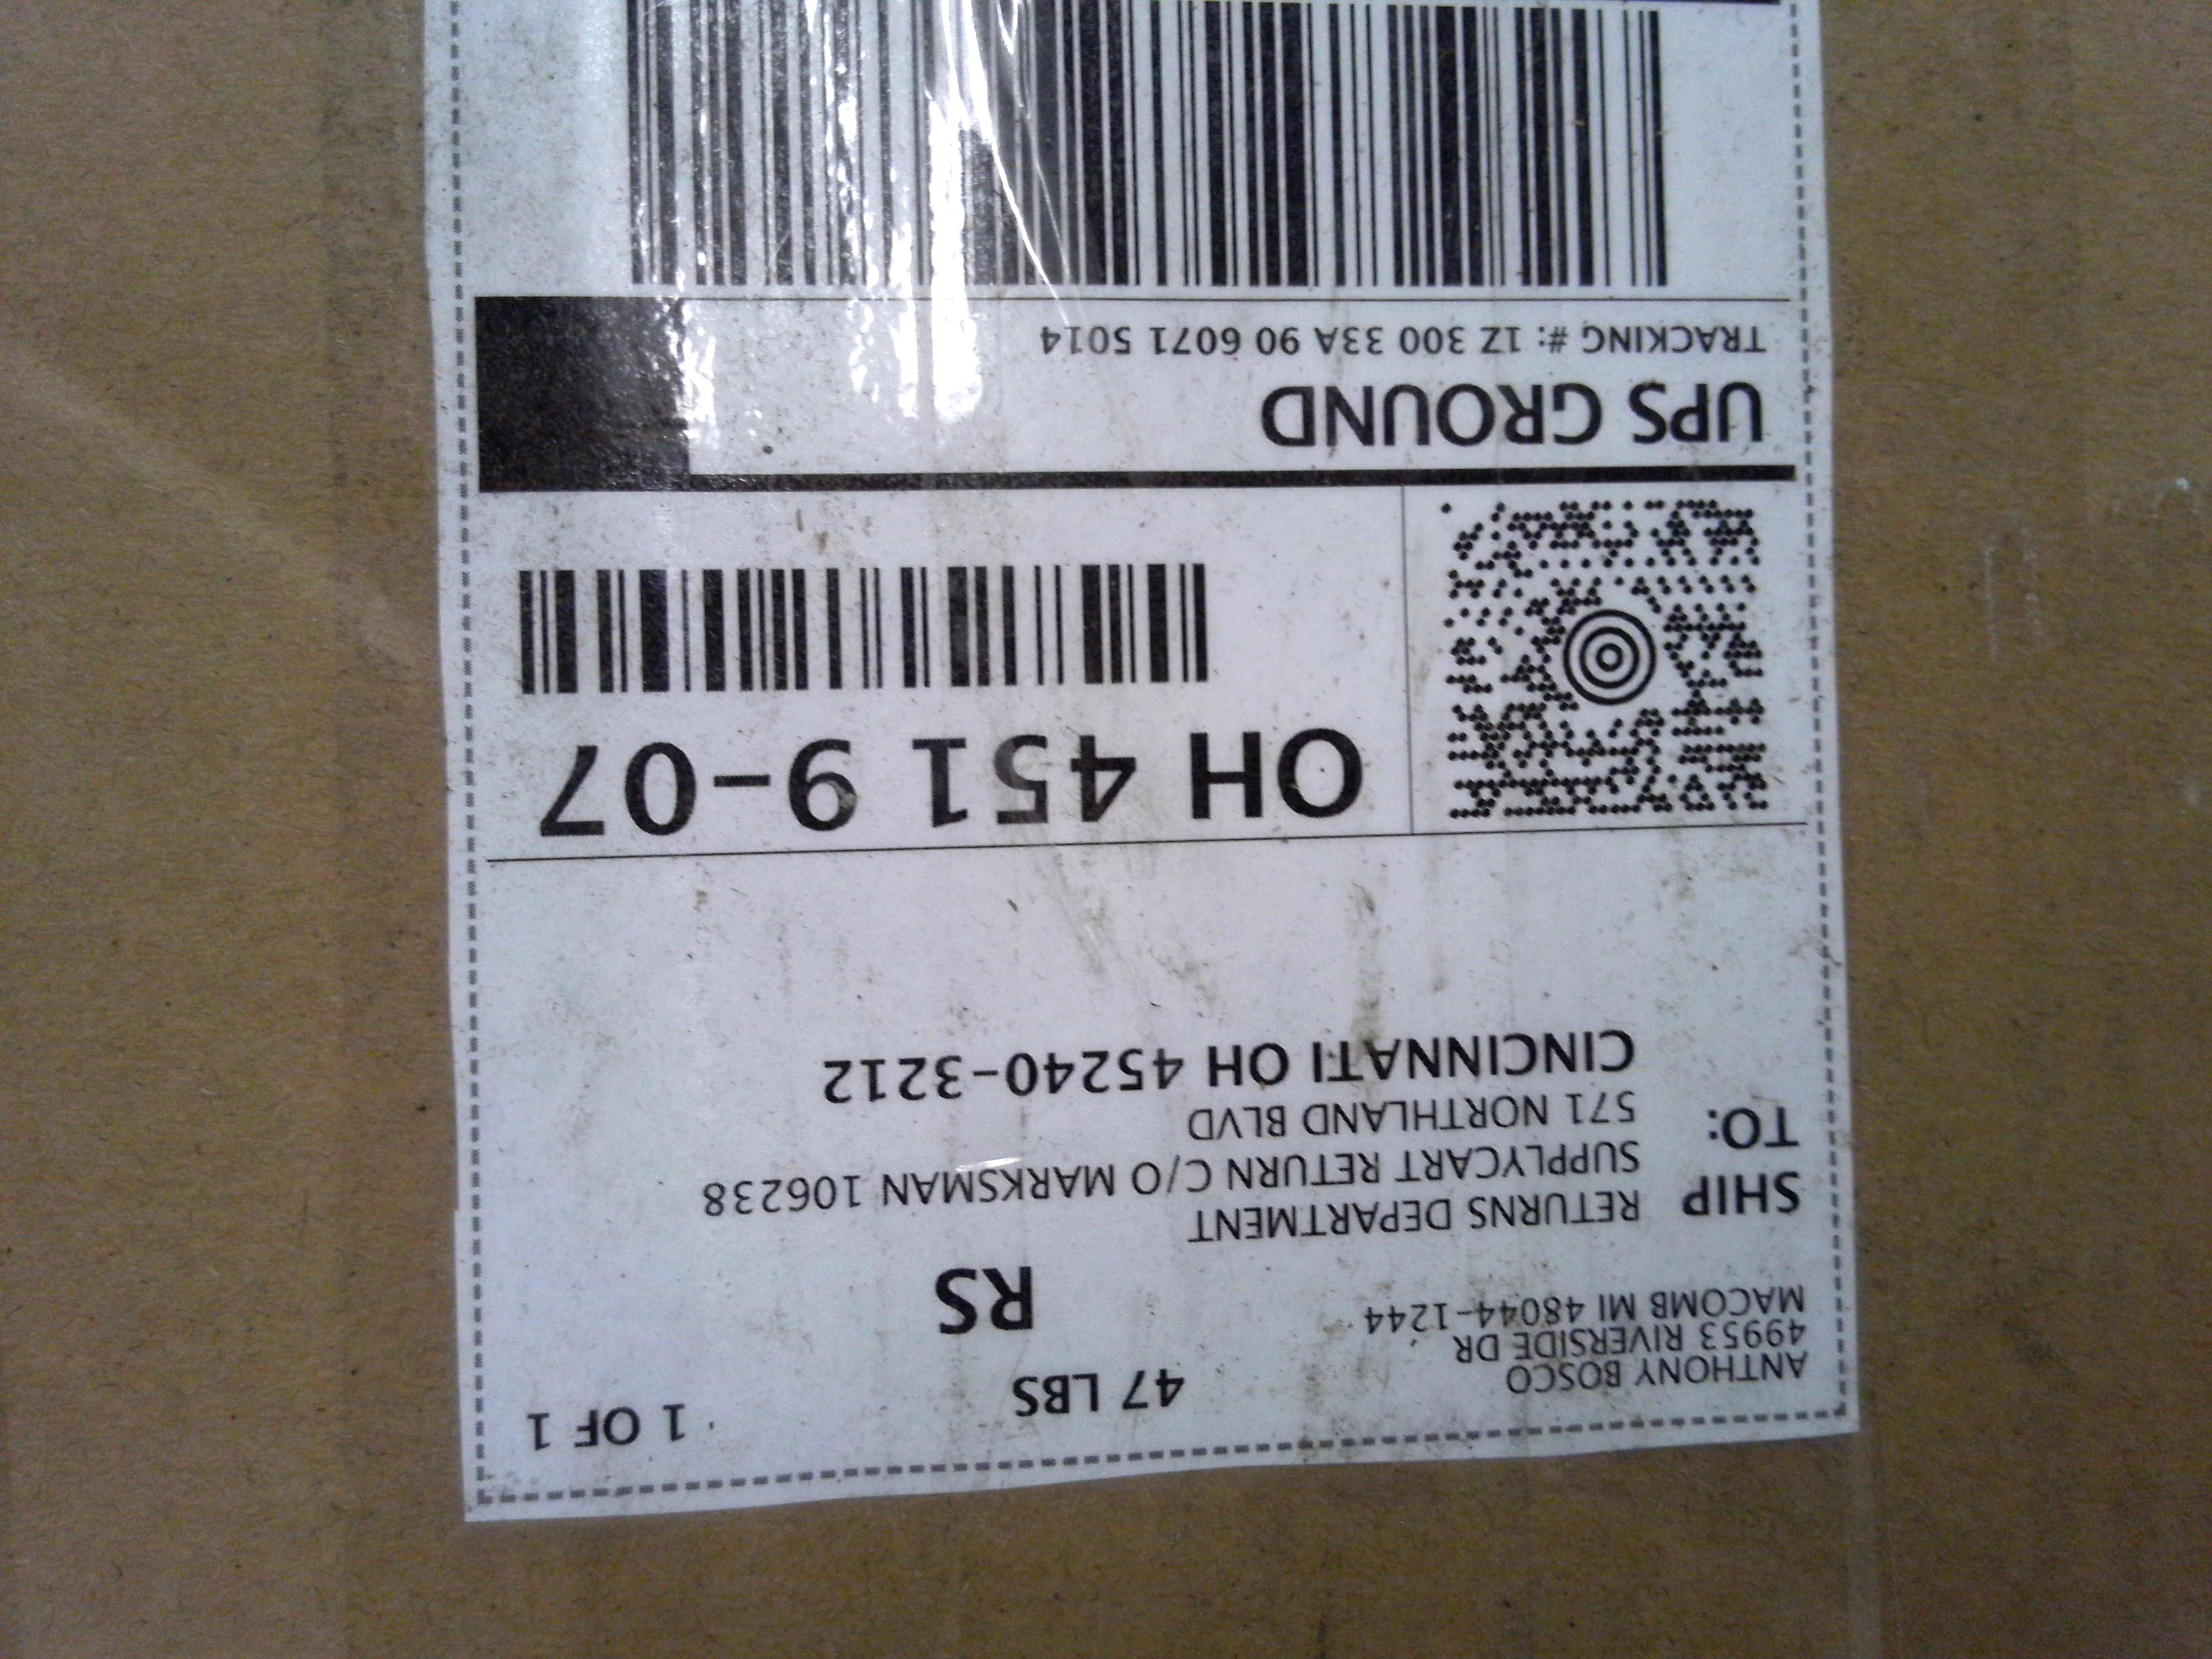 ANTHONY BOSCO
49953 RIVERSIDE DR
MACOMB MI 48044-1244
47 LBS
1 OF 1
RS
SHIP
TO:
RETURNS DEPARTMENT
SUPPLYCART RETURN C/O MARKSMAN 106238
571 NORTHLAND BLVD
CINCINNATI OH 45240-3212
OH 451 9-07
UPS GROUND
TRACKING #: 1Z 300 33A 90 6071 5014